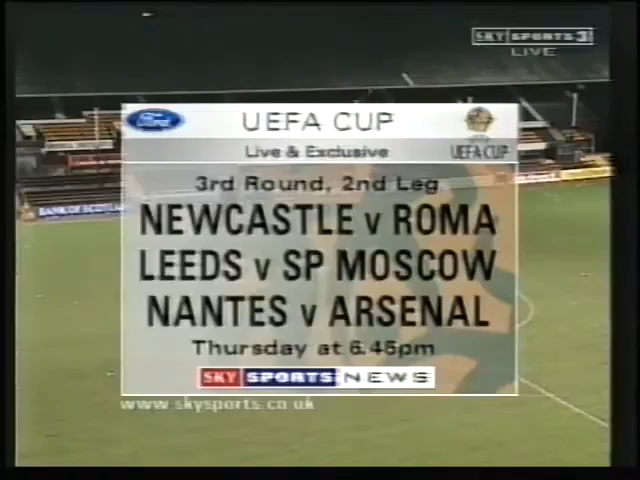 SKY SPORTS 3
LIVE
Ford
UEFA CUP
UEFA CUP
Live & Exclusive
3rd Round, 2nd Leg
NEWCASTLE v ROMA
LEEDS v SP MOSCOW
NANTES v ARSENAL
Thursday at 6.45pm
SKY SPORTS NEWS
www.skysports.co.uk
BANK OF SCOTLAND